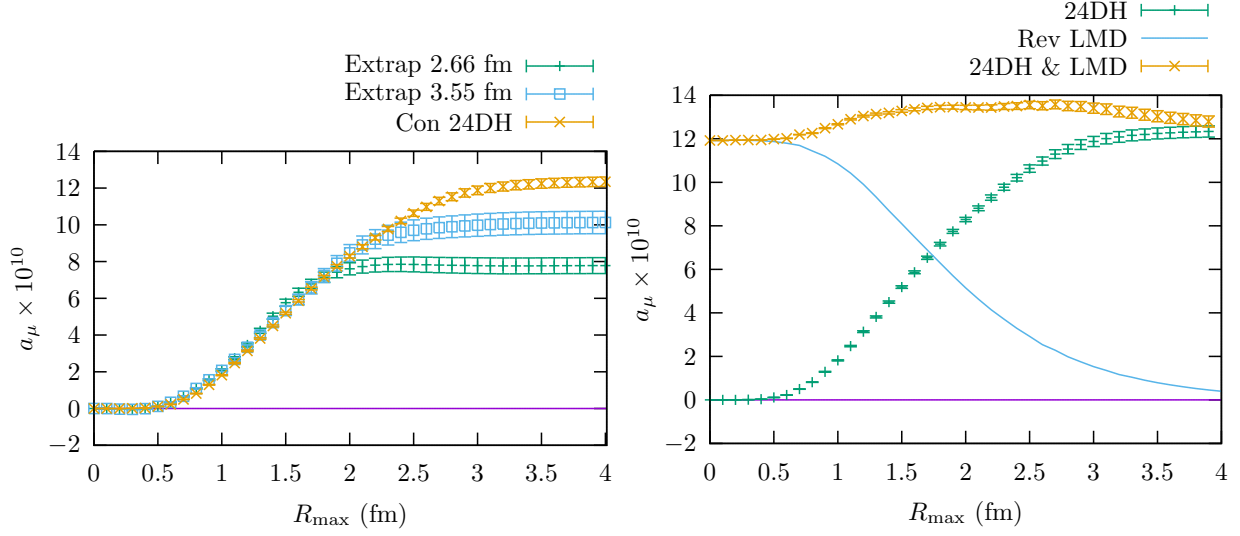 Extrap 2.66 fm
Extrap 3.55 fm
Con 24DH
14
12
10
8
6
4
2
0
−2
0 0.5 1 1.5 2 2.5 3 3.5 4
a_μ × 10^10
R_max (fm)
24DH
Rev LMD
24DH & LMD
14
12
10
8
6
4
2
0
−2
0 0.5 1 1.5 2 2.5 3 3.5 4
a_μ × 10^10
R_max (fm)